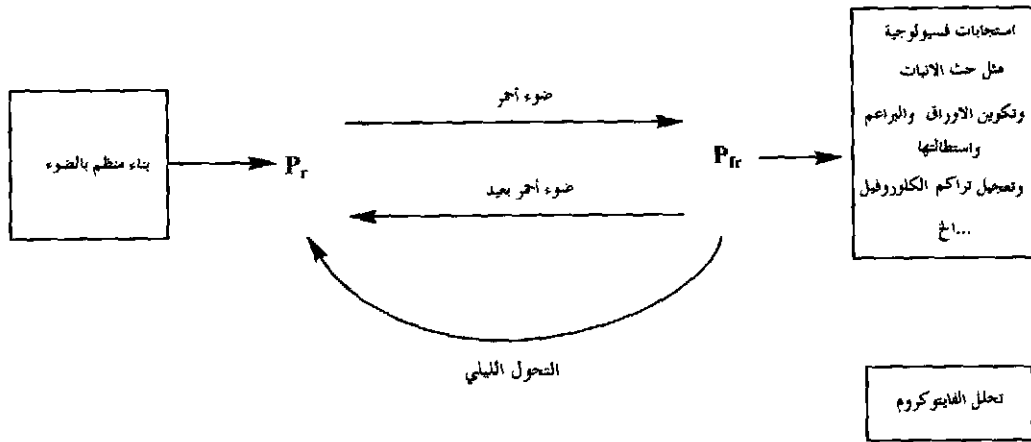 استجابات فسيولوجية
مثل حث الانبات
وتكوين الاوراق والبراعم
واستطالتها
وتعجيل تراكم الكلوروفيل
...الخ
ضوء أحمر
بناء منظم بالضوء
Pr
Pfr
ضوء أحمر بعيد
التحول الليلي
تحلل الفايتوكروم